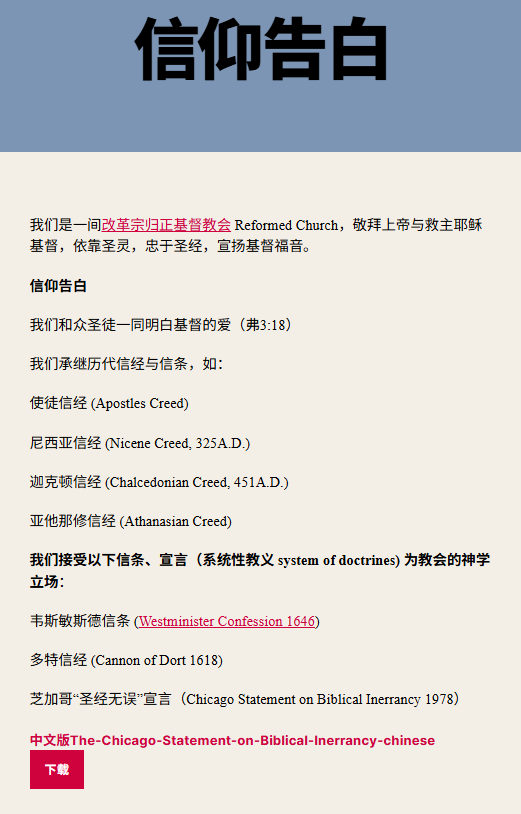 信仰告白
我们是一间改革宗归正基督教会 Reformed Church，敬拜上帝与救主耶稣
基督，依靠圣灵，忠于圣经，宣扬基督福音。
信仰告白
我们和众圣徒一同明白基督的爱（弗3:18）
我们承继历代信经与信条，如：
使徒信经 (Apostles Creed)
尼西亚信经 (Nicene Creed, 325A.D.)
迦克顿信经 (Chalcedonian Creed, 451A.D.)
亚他那修信经 (Athanasian Creed)
我们接受以下信条、宣言（系统性教义 system of doctrines) 为教会的神学
立场：
韦斯敏斯德信条 (Westminister Confession 1646)
多特信经 (Cannon of Dort 1618)
芝加哥“圣经无误”宣言（Chicago Statement on Biblical Inerrancy 1978）
中文版The-Chicago-Statement-on-Biblical-Inerrancy-chinese
下载